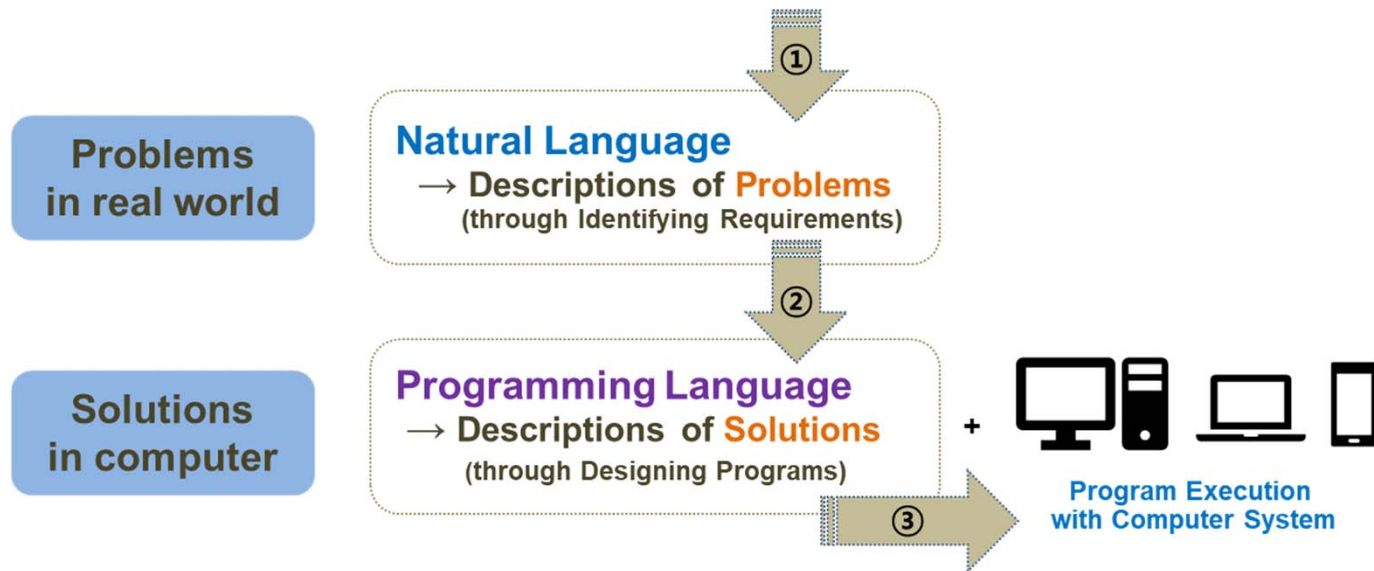 ①
Problems
in real world
Natural Language
→ Descriptions of Problems
(through Identifying Requirements)
②
Solutions
in computer
Programming Language
→ Descriptions of Solutions
(through Designing Programs)
+
③
Program Execution
with Computer System